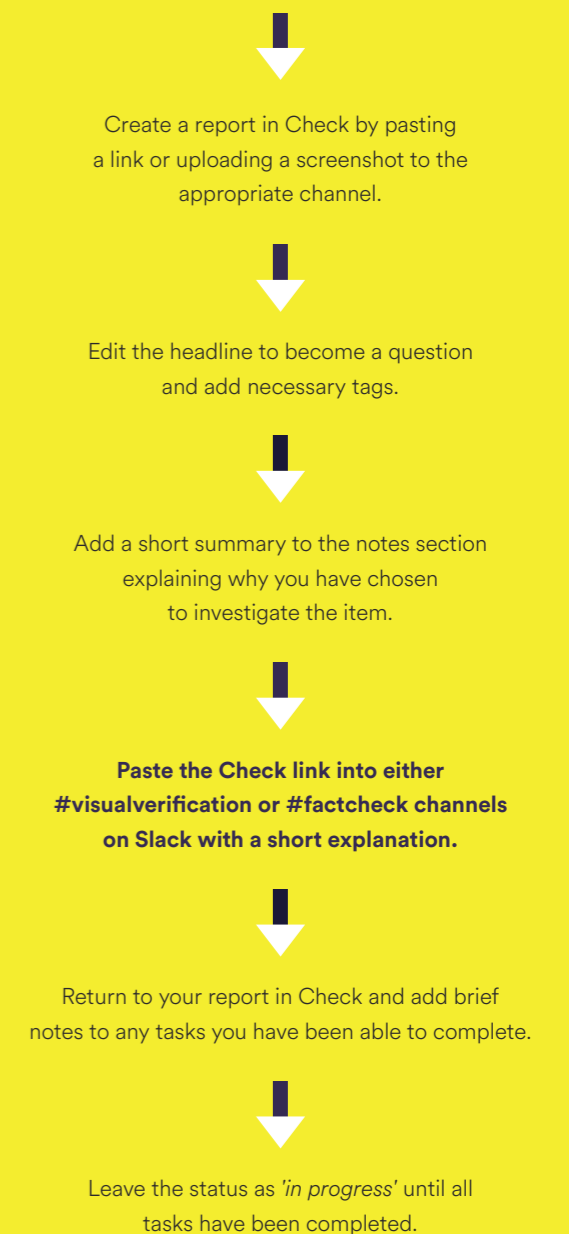 Create a report in Check by pasting
a link or uploading a screenshot to the
appropriate channel.
Edit the headline to become a question
and add necessary tags.
Add a short summary to the notes section
explaining why you have chosen
to investigate the item.
Paste the Check link into either
#visualverification or #factcheck channels
on Slack with a short explanation.
Return to your report in Check and add brief
notes to any tasks you have been able to complete.
Leave the status as 'in progress' until all
tasks have been completed.